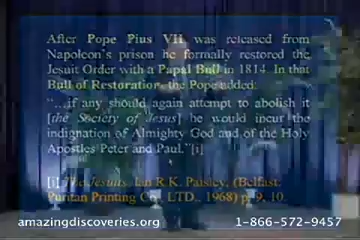 After Pope Pius VII was released from
Napoleon's prison he formally restored the
Jesuit Order with a Papal Bull in 1814. In that
Bull of Restoration, the Pope added:
"...if any should again attempt to abolish it
[the Society of Jesus] he would incur the
indignation of Almighty God and of the Holy
Apostles Peter and Paul."[i]
[i] The Jesuits, Ian R.K. Paisley, (Belfast:
Puritan Printing Co., LTD., 1968) p. 9, 10.
amazingdiscoveries.org 1-866-572-9457